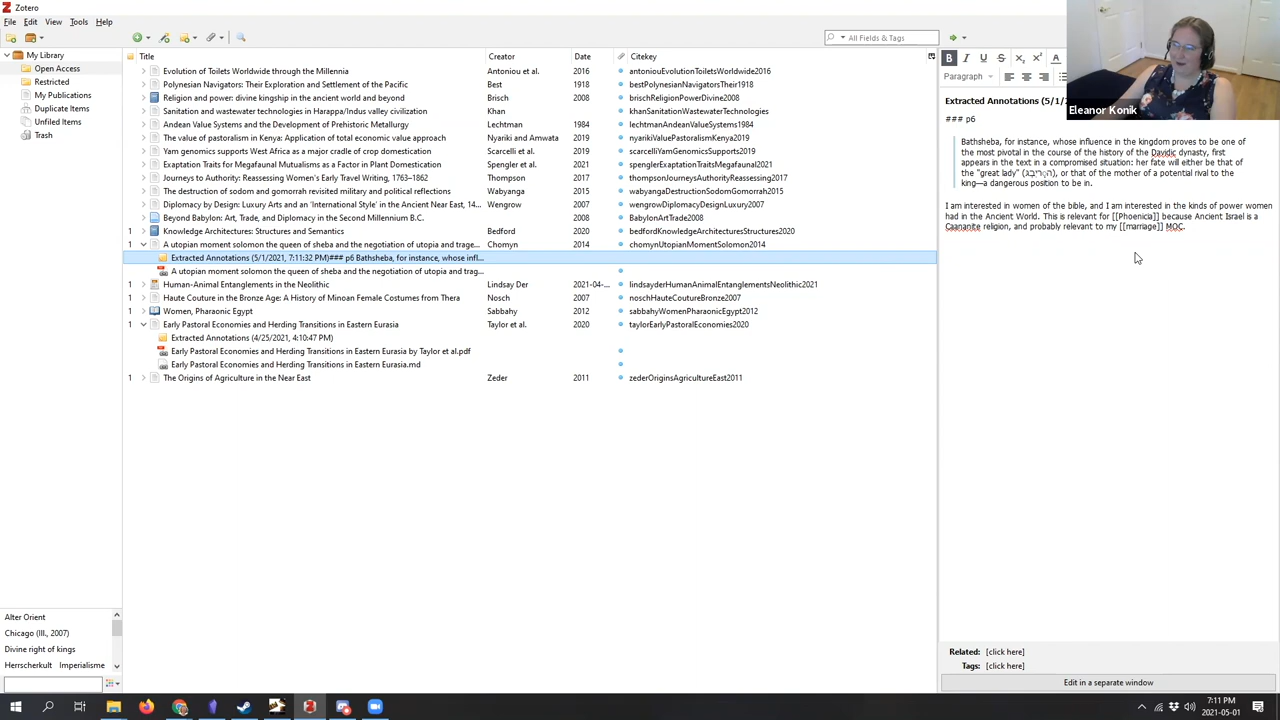 Zotero
File Edit View Tools Help
All Fields & Tags
My Library
Open Access
Restricted
My Publications
Duplicate Items
Unfiled Items
Trash
Title Creator Date Citekey
Evolution of Toilets Worldwide through the Millennia Antoniou et al. 2016 antoniouEvolutionToiletsWorldwide2016
Polynesian Navigators: Their Exploration and Settlement of the Pacific Best 1918 bestPolynesianNavigatorsTheir1918
Religion and power: divine kingship in the ancient world and beyond Brisch 2008 brischReligionPowerDivine2008
Sanitation and wastewater technologies in Harappa/Indus valley civilization Khan khanSanitationWastewaterTechnologies
Andean Value Systems and the Development of Prehistoric Metallurgy Lechtman 1984 lechtmanAndeanValueSystems1984
The value of pastoralism in Kenya: Application of total economic value approach Nyariki and Amwata 2019 nyarikiValuePastoralismKenya2019
Yam genomics supports West Africa as a major cradle of crop domestication Scarcelli et al. 2019 scarcelliYamGenomicsSupports2019
Exaptation Traits for Megafaunal Mutualisms as a Factor in Plant Domestication Spengler et al. 2021 spenglerExaptationTraitsMegafaunal2021
Journeys to Authority: Reassessing Women's Early Travel Writing, 1763–1862 Thompson 2017 thompsonJourneysAuthorityReassessing2017
The destruction of sodom and gomorrah revisited military and political reflections Wabyanga 2015 wabyangaDestructionSodomGomorrah2015
Diplomacy by Design: Luxury Arts and an 'International Style' in the Ancient Near East, 14... Wengrow 2007 wengrowDiplomacyDesignLuxury2007
Beyond Babylon: Art, Trade, and Diplomacy in the Second Millennium B.C. 2008 BabylonArtTrade2008
1 Knowledge Architectures: Structures and Semantics Bedford 2020 bedfordKnowledgeArchitecturesStructures2020
1 A utopian moment solomon the queen of sheba and the negotiation of utopia and trage... Chomyn 2014 chomynUtopianMomentSolomon2014
Extracted Annotations (5/1/2021, 7:11:32 PM)### p6 Bathsheba, for instance, whose infl...
A utopian moment solomon the queen of sheba and the negotiation of utopia and trag...
1 Human-Animal Entanglements in the Neolithic Lindsay Der 2021-04-... lindsayderHumanAnimalEntanglementsNeolithic2021
1 Haute Couture in the Bronze Age: A History of Minoan Female Costumes from Thera Nosch 2007 noschHauteCoutureBronze2007
1 Women, Pharaonic Egypt Sabbahy 2012 sabbahyWomenPharaonicEgypt2012
1 Early Pastoral Economies and Herding Transitions in Eastern Eurasia Taylor et al. 2020 taylorEarlyPastoralEconomies2020
Extracted Annotations (4/25/2021, 4:10:47 PM)
Early Pastoral Economies and Herding Transitions in Eastern Eurasia by Taylor et al.pdf
Early Pastoral Economies and Herding Transitions in Eastern Eurasia.md
1 The Origins of Agriculture in the Near East Zeder 2011 zederOriginsAgricultureEast2011
Alter Orient
Chicago (Ill., 2007)
Divine right of kings
Herrscherkult Imperialisme
B I U X₂ X² A
Paragraph
Eleanor Konik
Extracted Annotations (5/1/
### p6
Bathsheba, for instance, whose influence in the kingdom proves to be one of
the most pivotal in the course of the history of the Davidic dynasty, first
appears in the text in a compromised situation: her fate will either be that of
the "great lady" ( ), or that of the mother of a potential rival to the
king—a dangerous position to be in.
I am interested in women of the bible, and I am interested in the kinds of power women
had in the Ancient World. This is relevant for [[Phoenicia]] because Ancient Israel is a
Caananite religion, and probably relevant to my [[marriage]] MOC.
Related: [click here]
Tags: [click here]
Edit in a separate window
7:11 PM
2021-05-01